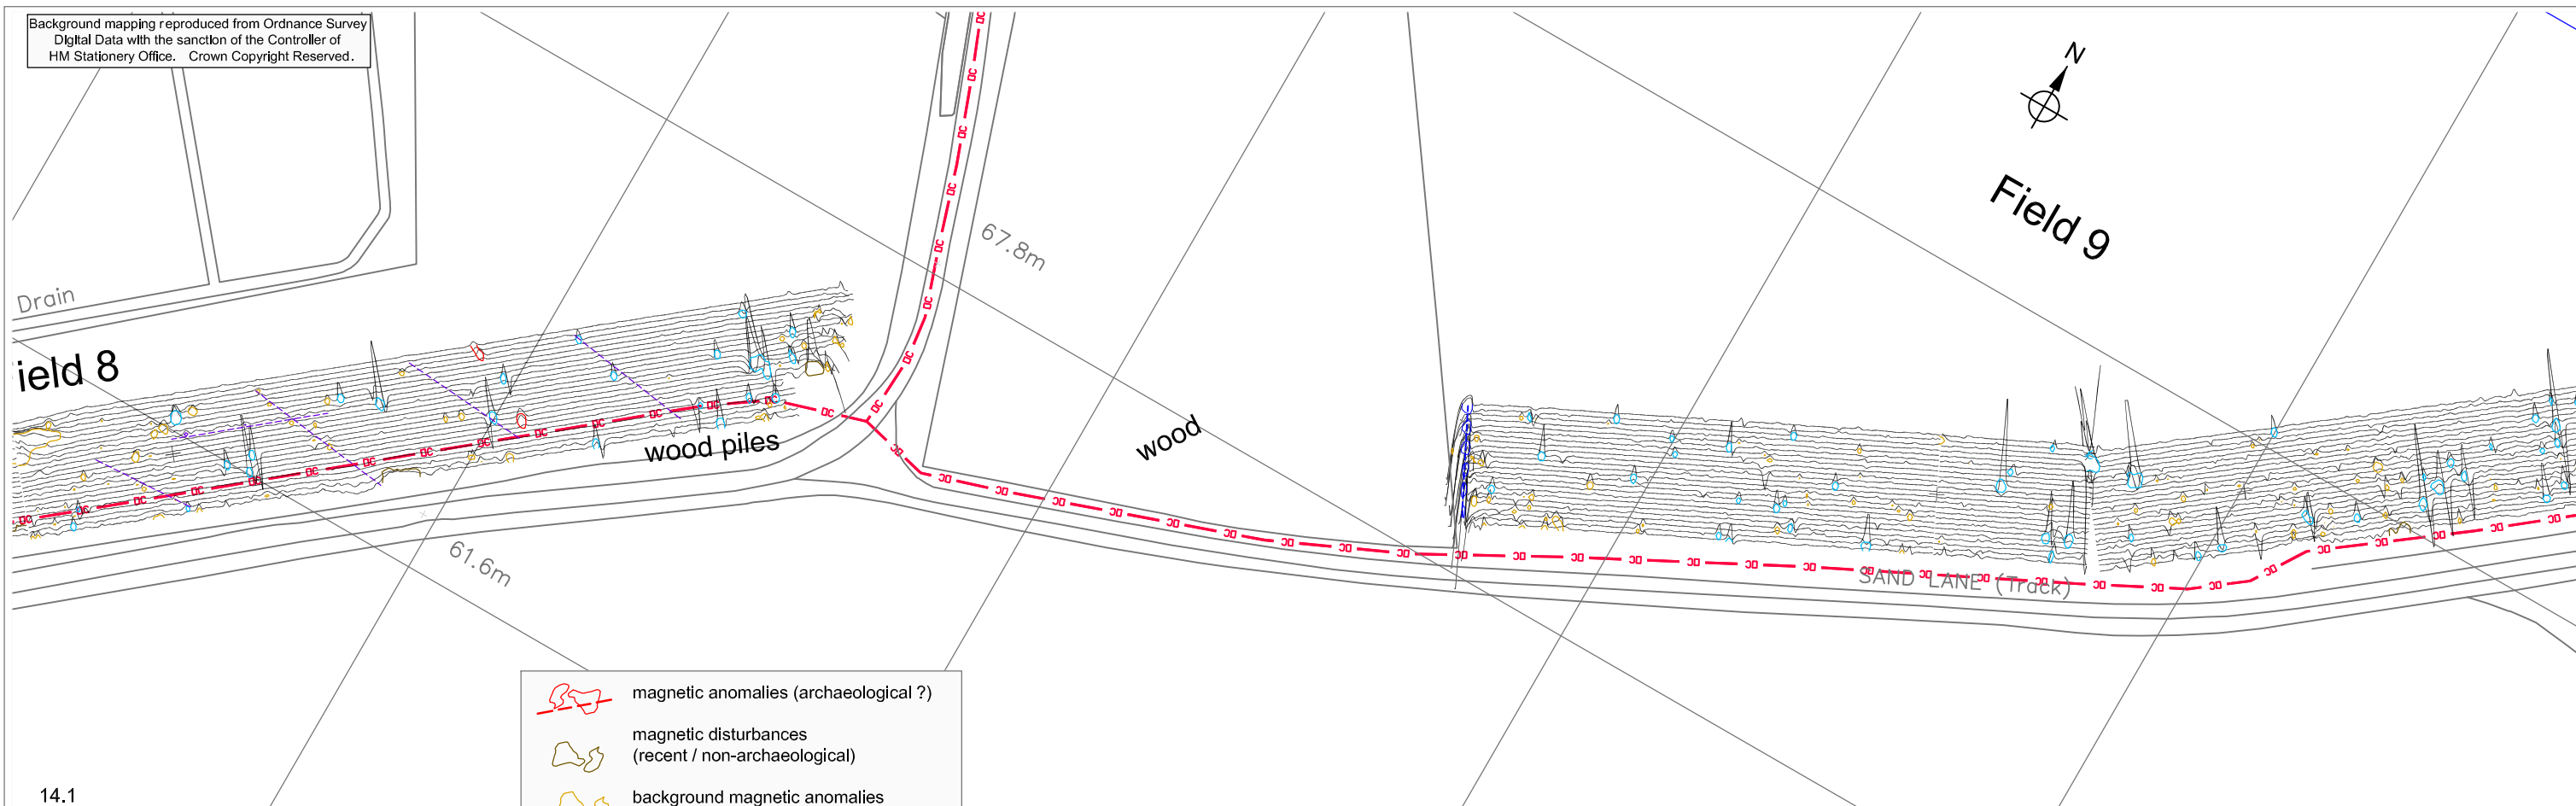 Background mapping reproduced from Ordnance Survey
Digital Data with the sanction of the Controller of
HM Stationery Office. Crown Copyright Reserved.
N
Field 9
67.8m
Drain
ield 8
wood piles
wood
61.6m
SAND LANE (Track)
magnetic anomalies (archaeological ?)
magnetic disturbances
(recent / non-archaeological)
background magnetic anomalies
14.1